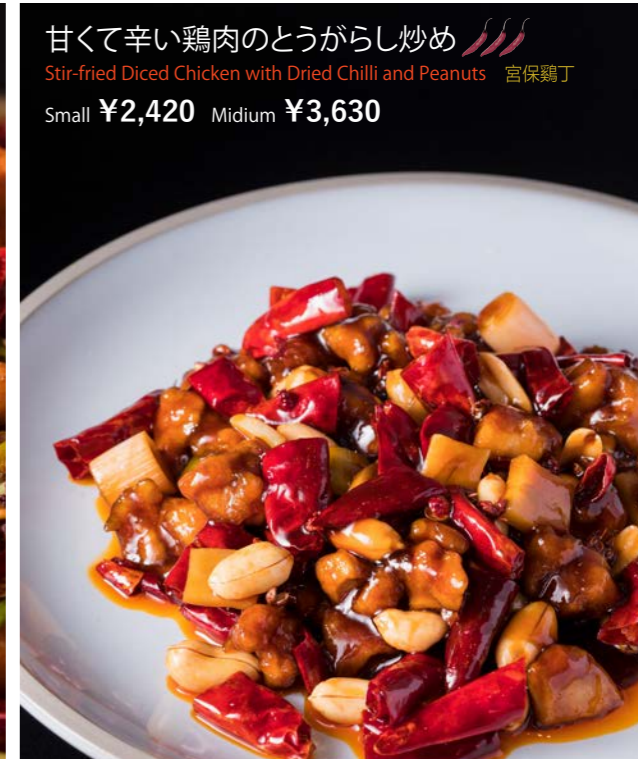 甘くて辛い鶏肉のとうがらし炒め
Stir-fried Diced Chicken with Dried Chilli and Peanuts 宮保鷄丁
Small ¥2,420 Midium ¥3,630